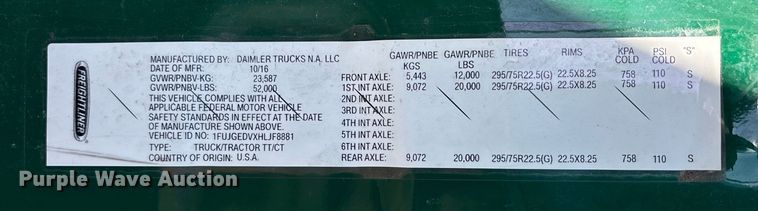 FREIGHTLINER
MANUFACTURED BY: DAIMLER TRUCKS N.A. LLC
DATE OF MFR: 10/16
GVWR/PNBV-KG: 23,587
GVWR/PNBV-LBS: 52,000
THIS VEHICLE COMPLIES WITH ALL
APPLICABLE FEDERAL MOTOR VEHICLE
SAFETY STANDARDS IN EFFECT AT THE DATE
OF MANUFACTURE SHOWN ABOVE.
VEHICLE ID NO: 1FUJGEDVXHLJF8881
TYPE: TRUCK/TRACTOR TT/CT
COUNTRY OF ORIGIN: U.S.A.
GAWR/PNBE KGS GAWR/PNBE LBS TIRES RIMS KPA COLD PSI COLD "S"
FRONT AXLE: 5,443 12,000 295/75R22.5(G) 22.5X8.25 758 110 S
1ST INT AXLE: 9,072 20,000 295/75R22.5(G) 22.5X8.25 758 110 S
2ND INT AXLE:
3RD INT AXLE:
4TH INT AXLE:
5TH INT AXLE:
6TH INT AXLE:
REAR AXLE: 9,072 20,000 295/75R22.5(G) 22.5X8.25 758 110 S
Purple Wave Auction